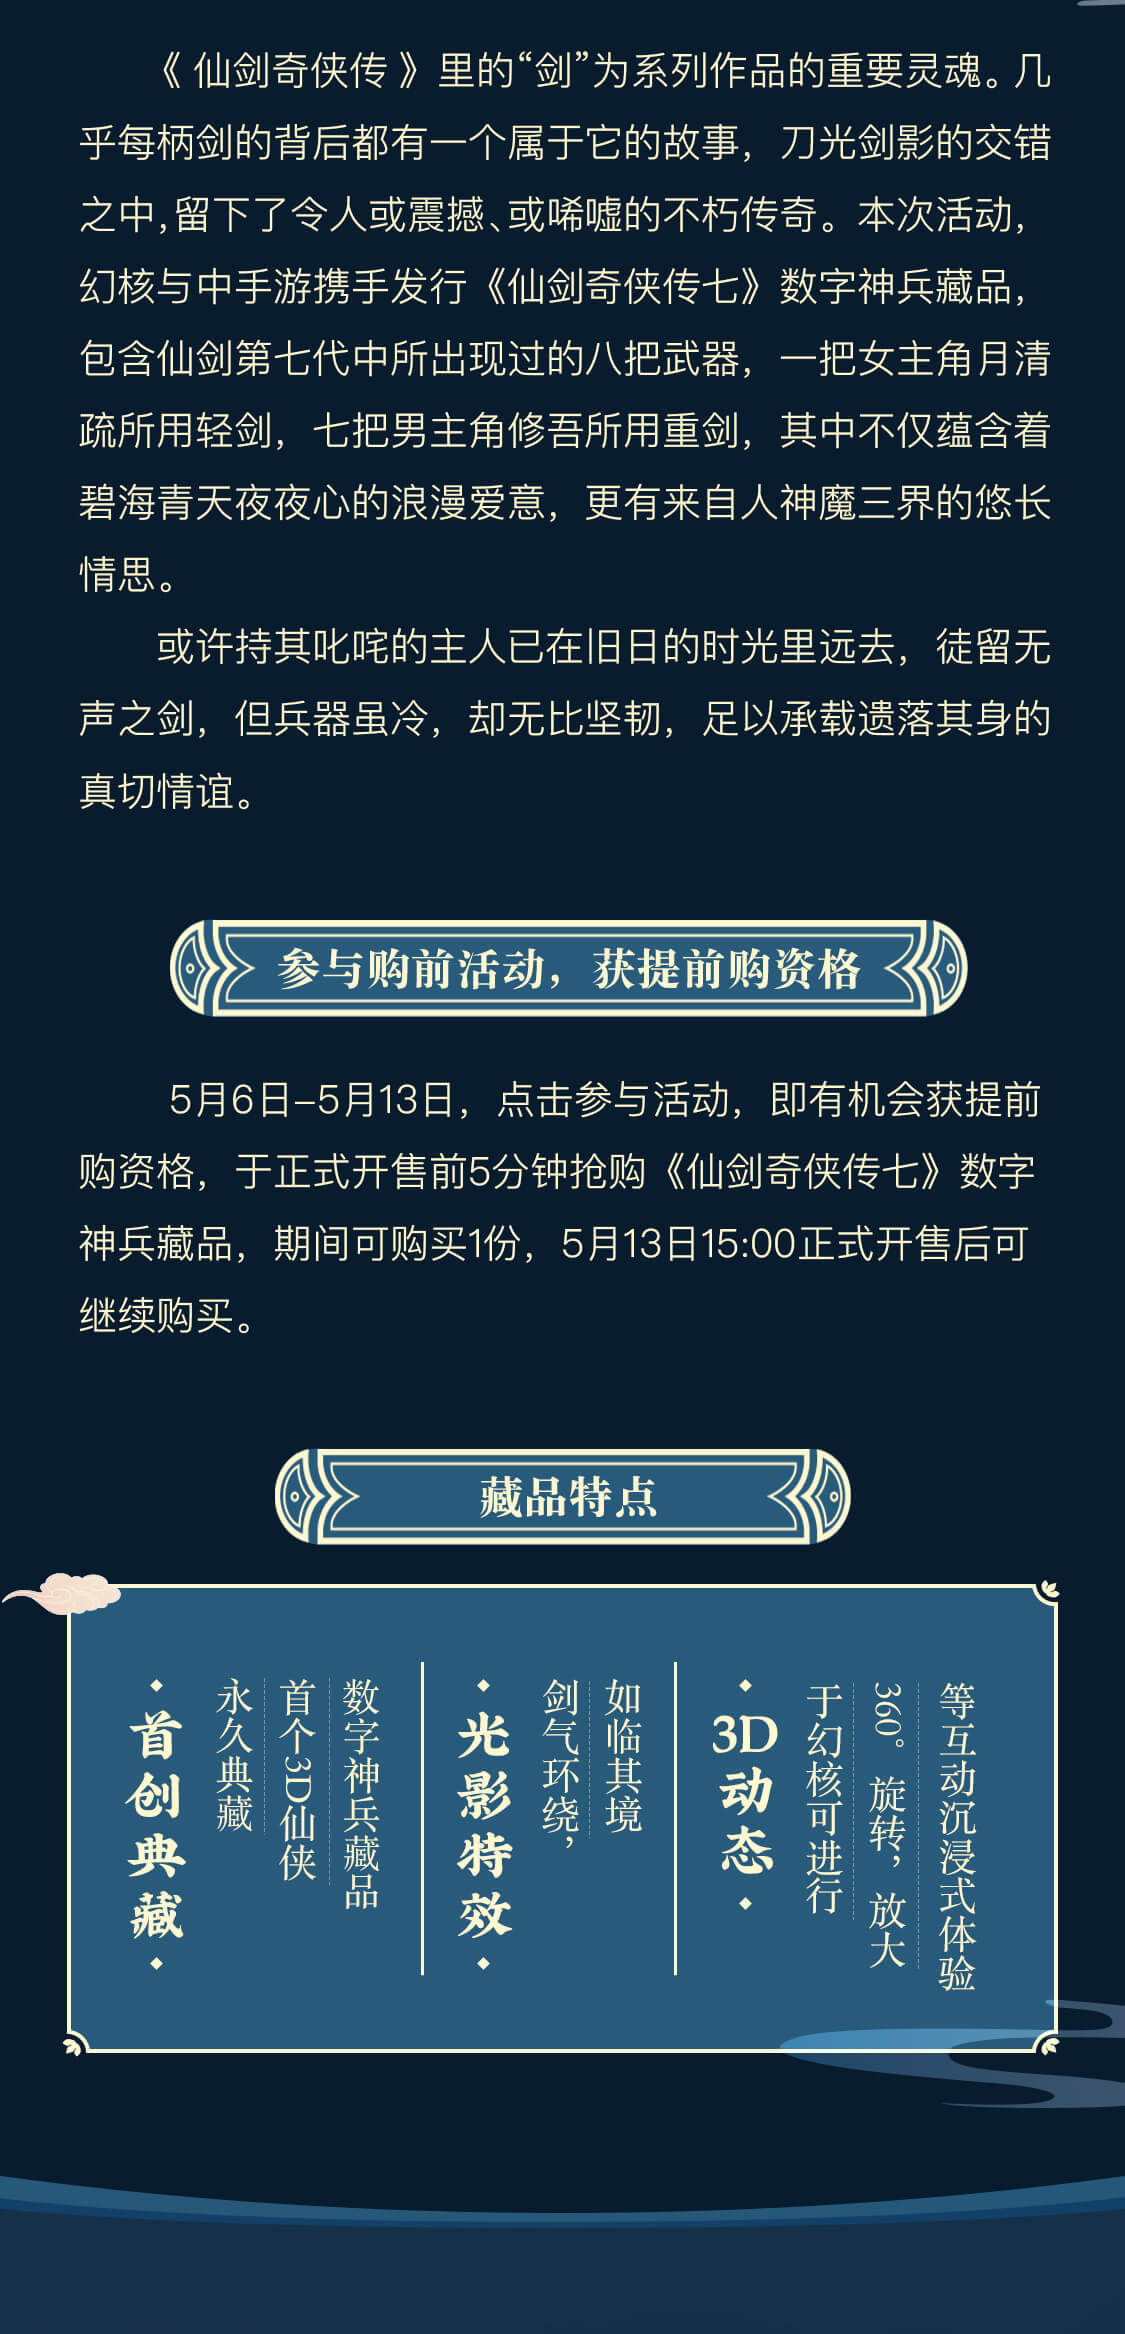 《 仙剑奇侠传 》里的“剑”为系列作品的重要灵魂。几
乎每柄剑的背后都有一个属于它的故事，刀光剑影的交错
之中,留下了令人或震撼、或唏嘘的不朽传奇。本次活动，
幻核与中手游携手发行《仙剑奇侠传七》数字神兵藏品，
包含仙剑第七代中所出现过的八把武器，一把女主角月清
疏所用轻剑，七把男主角修吾所用重剑，其中不仅蕴含着
碧海青天夜夜心的浪漫爱意，更有来自人神魔三界的悠长
情思。
或许持其叱咤的主人已在旧日的时光里远去，徒留无
声之剑，但兵器虽冷，却无比坚韧，足以承载遗落其身的
真切情谊。
参与购前活动，获提前购资格
5月6日–5月13日，点击参与活动，即有机会获提前
购资格，于正式开售前5分钟抢购《仙剑奇侠传七》数字
神兵藏品，期间可购买1份，5月13日15:00正式开售后可
继续购买。
藏品特点
首创典藏
永久典藏
首个3D仙侠
数字神兵藏品
光影特效
剑气环绕，
如临其境
3D动态
于幻核可进行
360°旋转，放大
等互动沉浸式体验